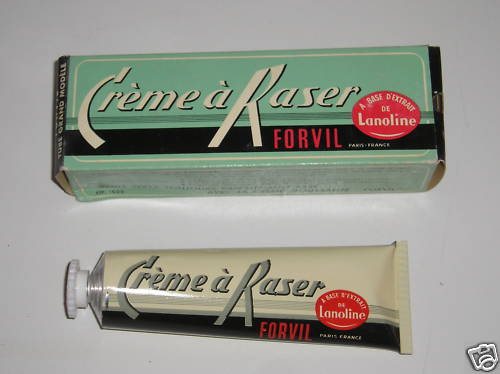 TUBE GRAND MODÈLE
Crème à Raser
FORVIL
PARIS-FRANCE
A BASE D'EXTRAIT
DE
Lanoline
Crème à Raser
FORVIL
PARIS FRANCE
A BASE D'EXTRAIT
DE
Lanoline
ebY